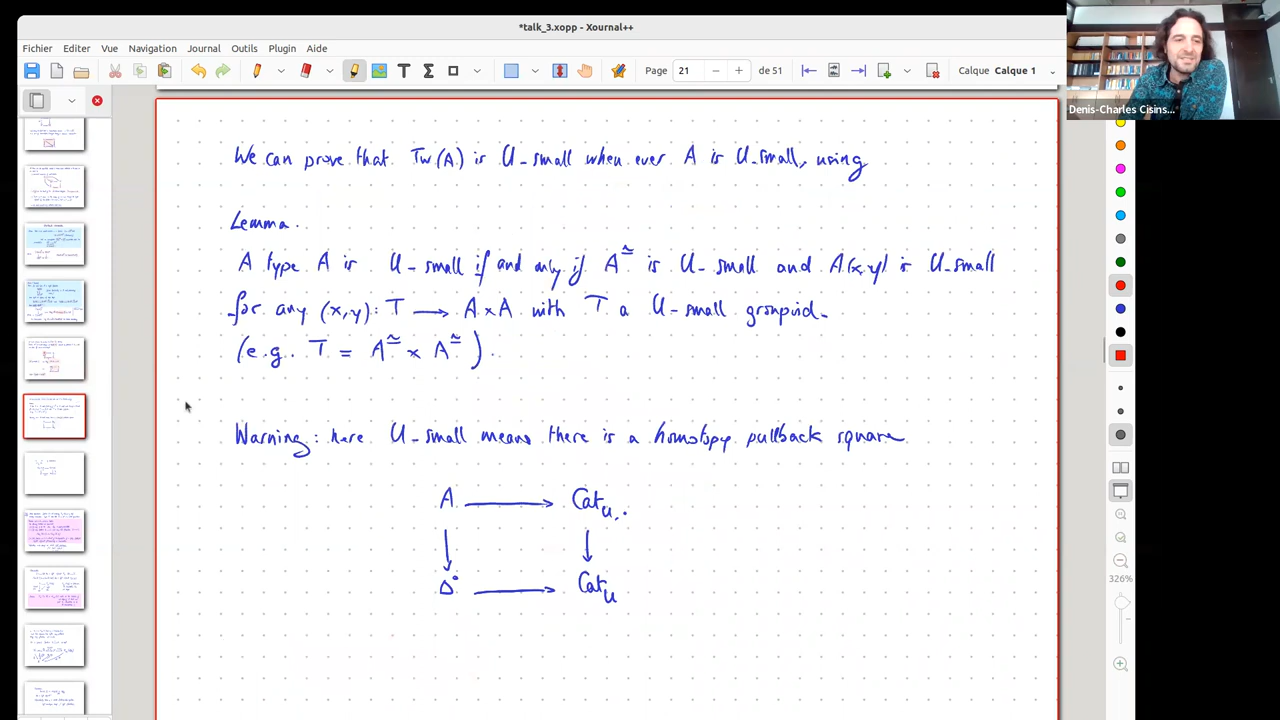 *talk_3.xopp - Xournal++
Fichier Editer Vue Navigation Journal Outils Plugin Aide
Page 21 de 51 Calque Calque 1
Denis-Charles Cisins...
We can prove that Tw(A) is U-small when ever A is U-small, using
Lemma.
A type A is U-small if and only if A^≃ is U-small and A(x,y) is U-small
for any (x,y): T → A×A with T a U-small groupoid.
(e.g. T = A^≃ × A^≃).
Warning: here U-small means there is a homotopy pullback square
A → Cat_U,•
↓ ↓
Δ° → Cat_U
326%